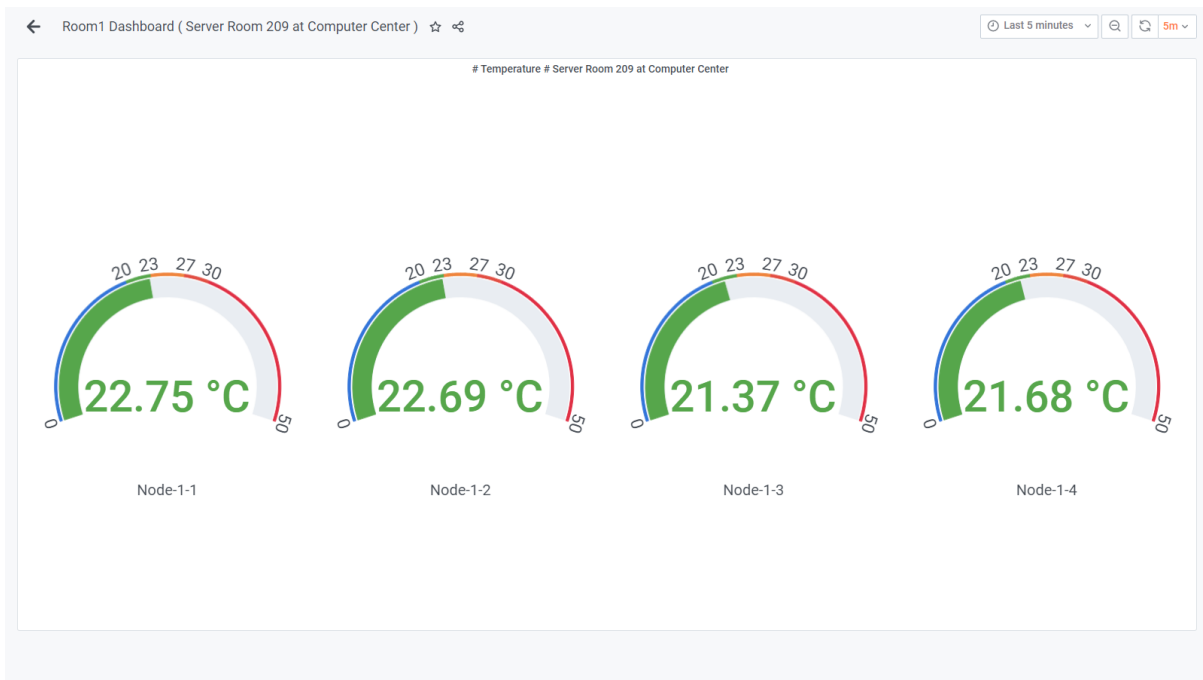 Room1 Dashboard ( Server Room 209 at Computer Center )
Last 5 minutes
5m
# Temperature # Server Room 209 at Computer Center
0 20 23 27 30 50
22.75 °C
Node-1-1
0 20 23 27 30 50
22.69 °C
Node-1-2
0 20 23 27 30 50
21.37 °C
Node-1-3
0 20 23 27 30 50
21.68 °C
Node-1-4